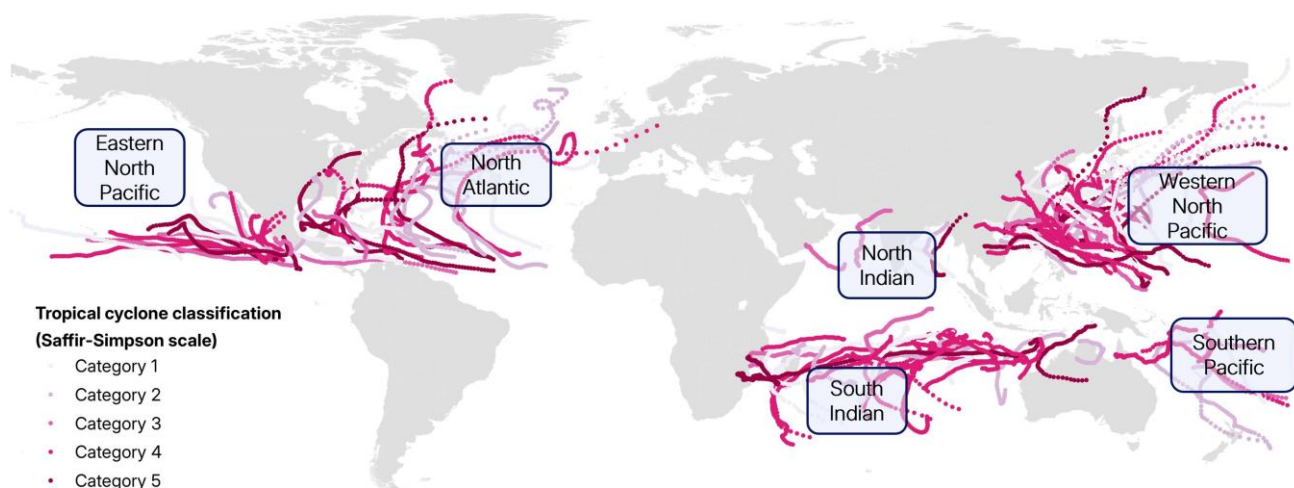 Eastern
North
Pacific
North
Atlantic
Western
North
Pacific
North
Indian
Southern
Pacific
South
Indian
Tropical cyclone classification
(Saffir-Simpson scale)
Category 1
Category 2
Category 3
Category 4
Category 5